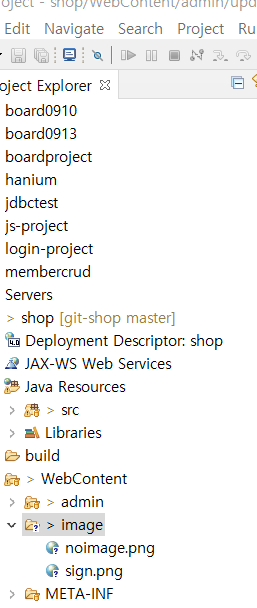 oject - shop/WebContent/admin/upd
Edit Navigate Search Project Ru
oject Explorer
board0910
board0913
boardproject
hanium
jdbctest
js-project
login-project
membercrud
Servers
> shop [git-shop master]
Deployment Descriptor: shop
JAX-WS Web Services
Java Resources
> src
Libraries
build
> WebContent
> admin
> image
noimage.png
sign.png
META-INF